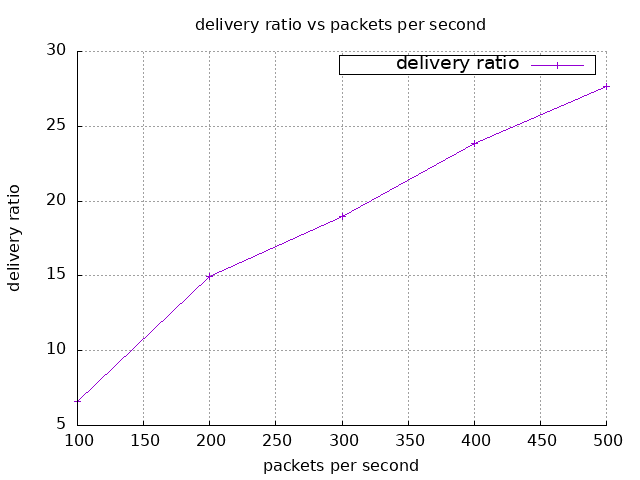 delivery ratio vs packets per second
delivery ratio
30
25
20
15
10
5
delivery ratio
100 150 200 250 300 350 400 450 500
packets per second